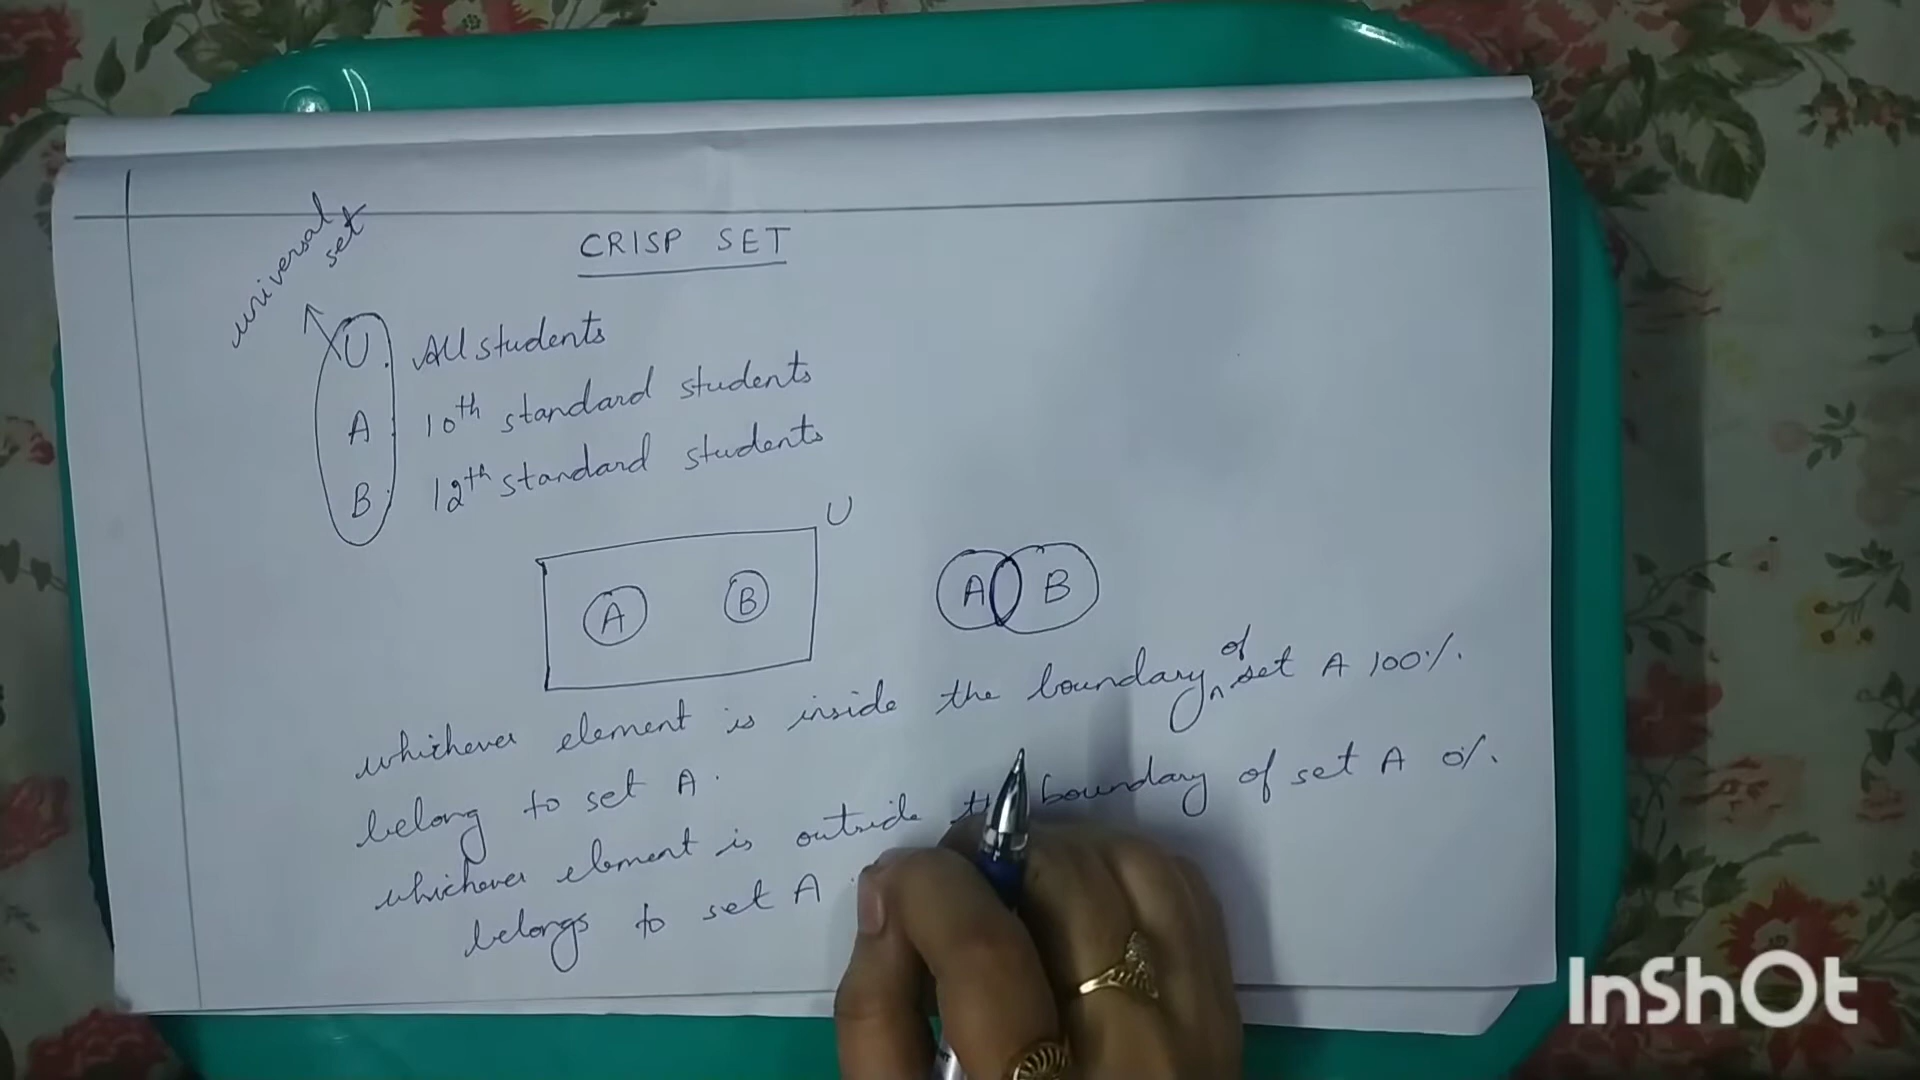 universal
set
CRISP SET
U. All students
A 10th standard students
B. 12th standard students
U
A B
A B
whichever element is inside the boundary of set A 100%.
belong to set A.
whichever element is outside the boundary of set A 0%.
belongs to set A
InShOt